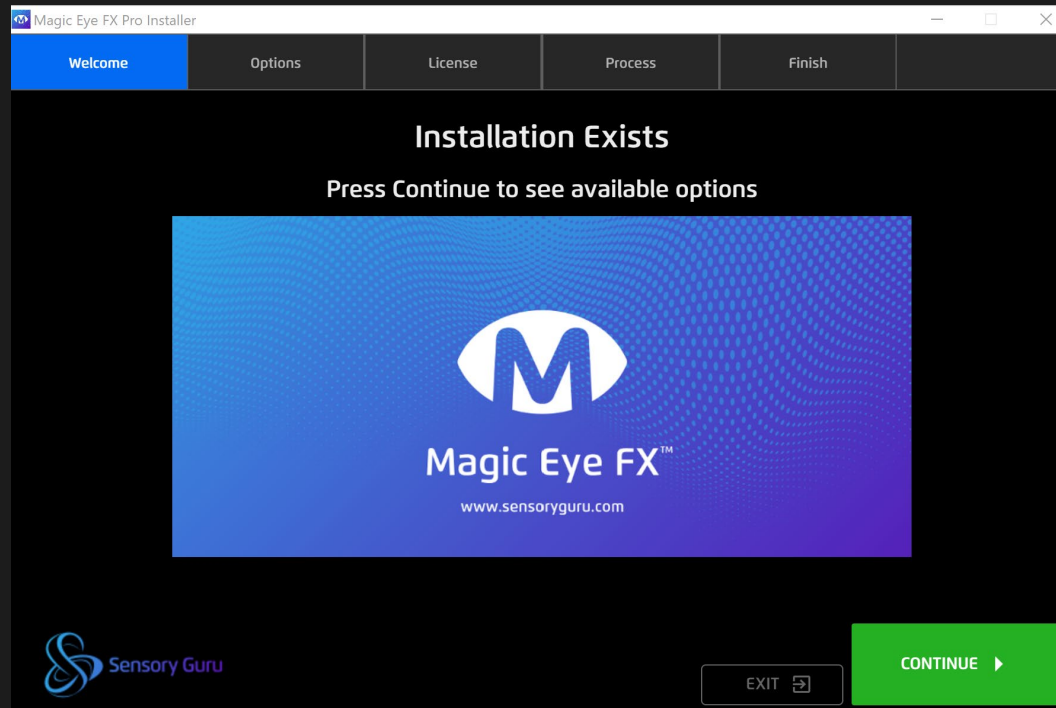 Magic Eye FX Pro Installer
Welcome
Options
License
Process
Finish
Installation Exists
Press Continue to see available options
M
Magic Eye FX™
www.sensoryguru.com
Sensory Guru
EXIT
CONTINUE